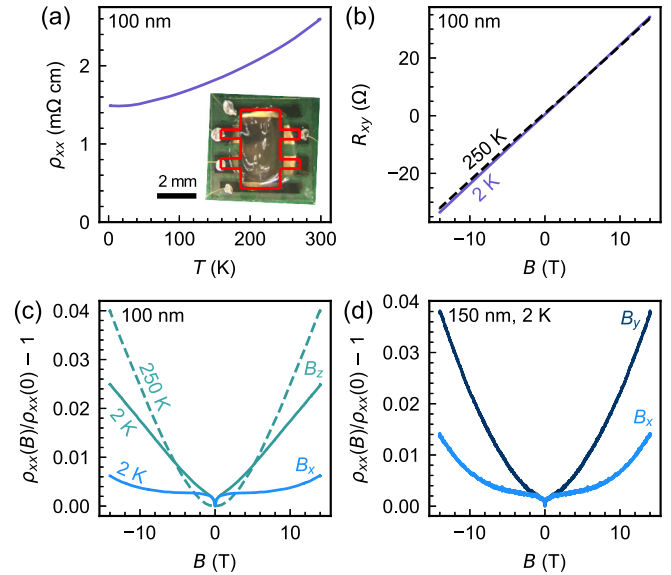 (a)
100 nm
ρxx (mΩ cm)
2
1
0
2 mm
0
100
200
300
T (K)
(b)
100 nm
Rxy (Ω)
20
0
−20
250 K
2 K
−10
0
10
B (T)
(c)
100 nm
ρxx(B)/ρxx(0) − 1
0.04
0.03
0.02
0.01
0.00
250 K
2 K
2 K
Bz
Bx
−10
0
10
B (T)
(d)
150 nm, 2 K
ρxx(B)/ρxx(0) − 1
0.04
0.03
0.02
0.01
0.00
By
Bx
−10
0
10
B (T)